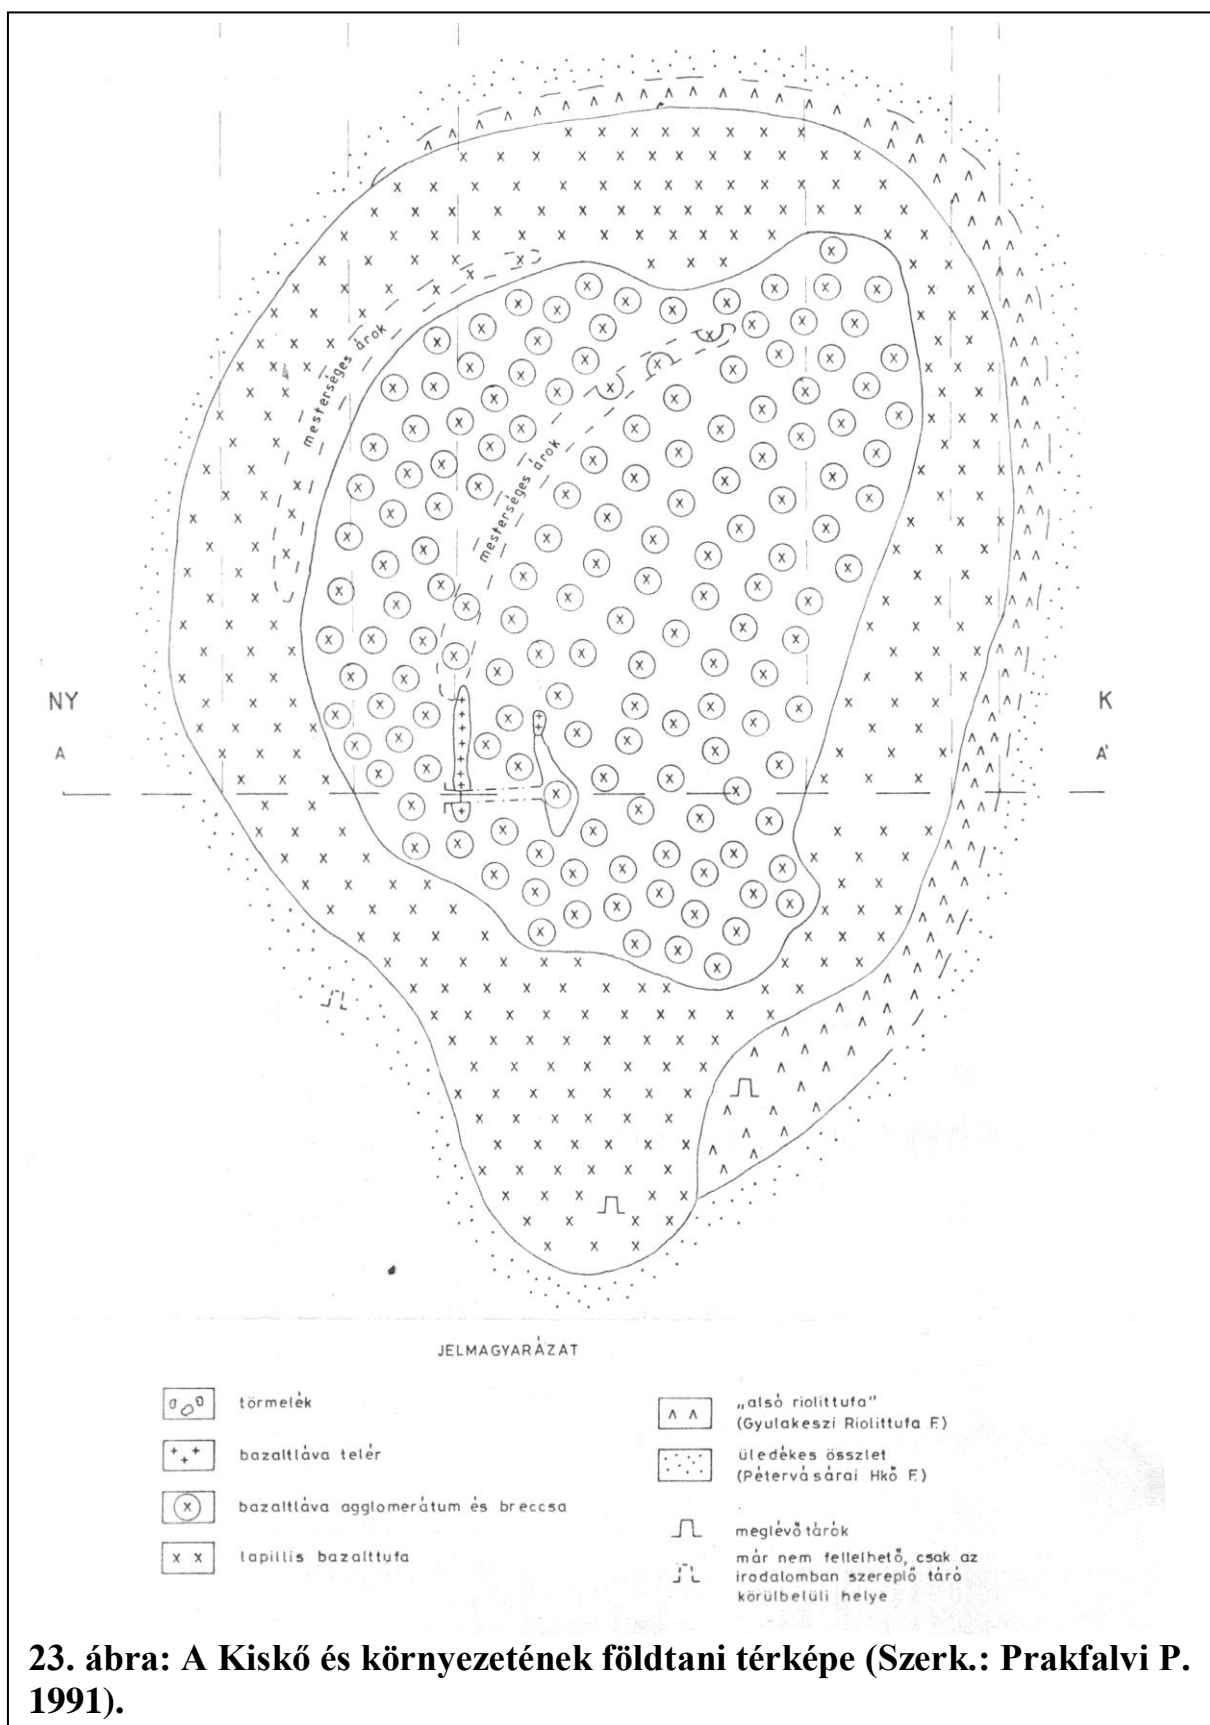 mesterséges árok
mesterséges árok
NY
A
K
A'
JELMAGYARÁZAT
törmelék
bazaltláva telér
bazaltláva agglomerátum és breccsa
lapillis bazalttufa
„alsó riolittufa"
(Gyulakeszi Riolittufa F.)
üledékes összlet
(Pétervásárai Hkő F.)
meglévő tárók
már nem fellelhető, csak az
irodalomban szereplő táró
körülbelüli helye
23. ábra: A Kiskő és környezetének földtani térképe (Szerk.: Prakfalvi P.
1991).